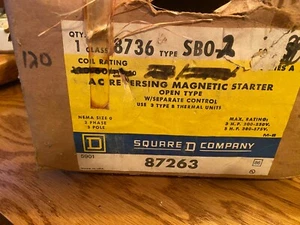 QTY.
1 CLASS 8736 TYPE SBO-2
120
COIL RATING
AC REVERSING MAGNETIC STARTER
OPEN TYPE
W/SEPARATE CONTROL
USE 3 TYPE B THERMAL UNITS
NEMA SIZE 0
3 PHASE
3 POLE
MAX. RATING:
D SQUARE D COMPANY
87263